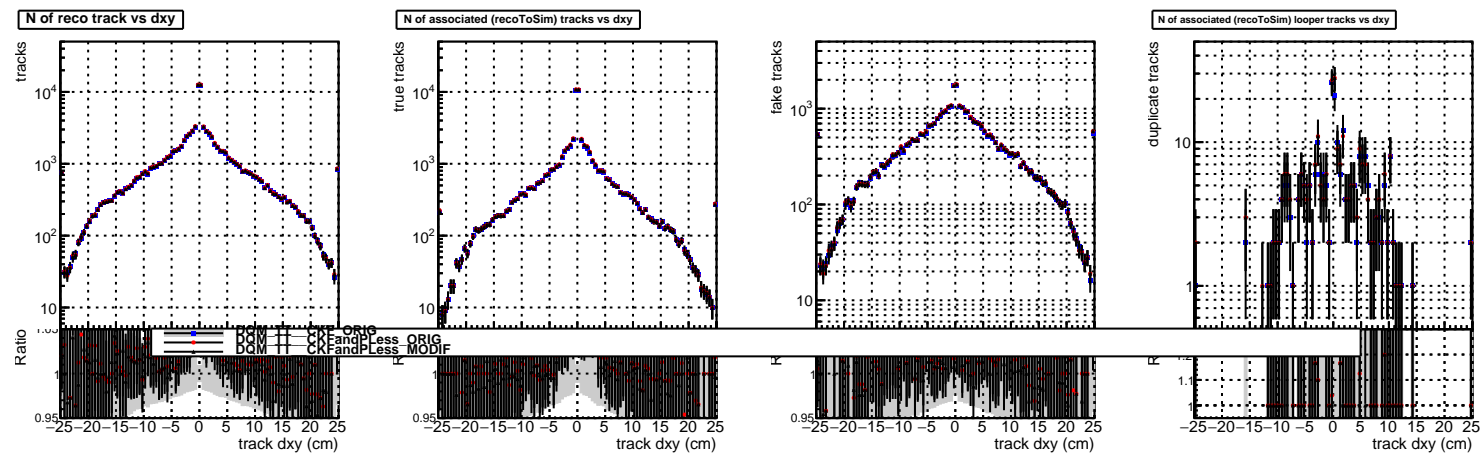 N of reco track vs dxy
tracks
10⁴
10³
10²
10
Ratio
1
0.95
−25 −20 −15 −10 −5 0 5 10 15 20 25
track dxy (cm)
N of associated (recoToSim) tracks vs dxy
true tracks
10⁴
10³
10²
10
0.95
−25 −20 −15 −10 −5 0 5 10 15 20 25
track dxy (cm)
fake tracks
10³
10²
10
0.95
−25 −20 −15 −10 −5 0 5 10 15 20 25
track dxy (cm)
N of associated (recoToSim) looper tracks vs dxy
duplicate tracks
10
1
1.1
1
−25 −20 −15 −10 −5 0 5 10 15 20 25
track dxy (cm)
DQM_TT__CKF_ORIG
DQM_TT__CKFandPLess_ORIG
DQM_TT__CKFandPLess_MODIF